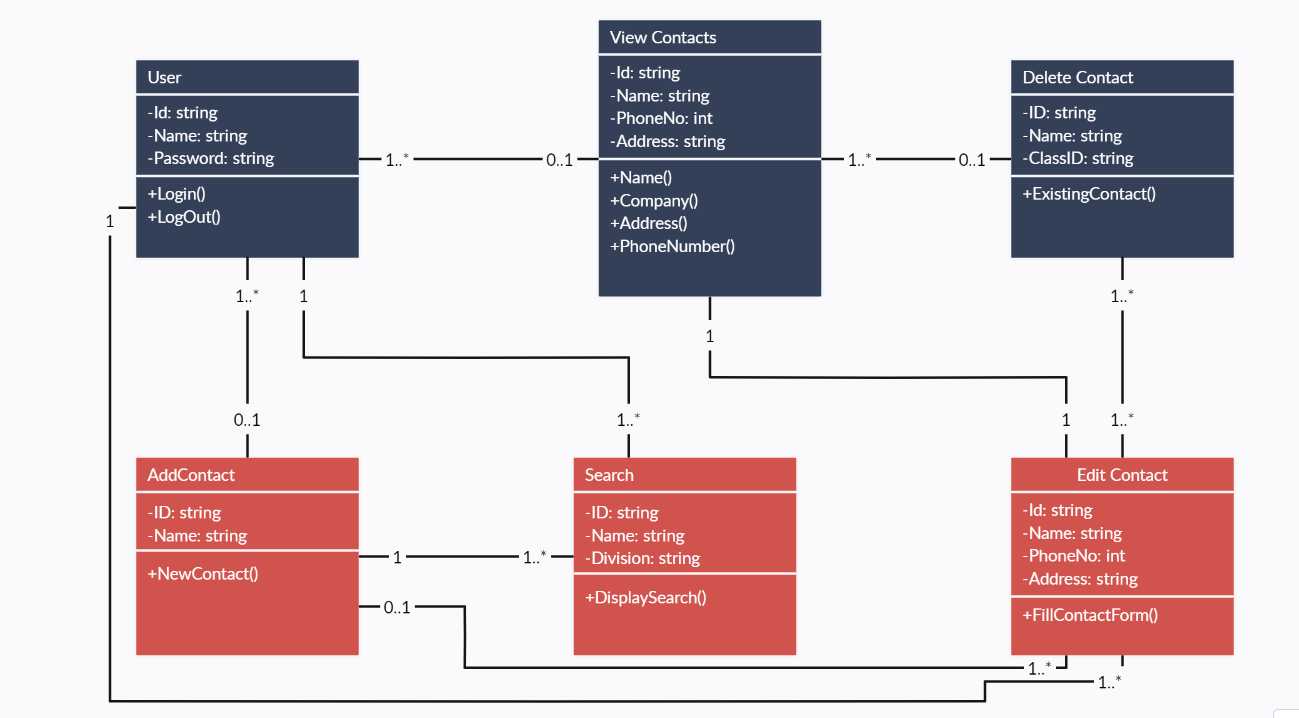 View Contacts
-Id: string
-Name: string
-PhoneNo: int
-Address: string
+Name()
+Company()
+Address()
+PhoneNumber()
User
-Id: string
-Name: string
-Password: string
+Login()
+LogOut()
Delete Contact
-ID: string
-Name: string
-ClassID: string
+ExistingContact()
1..*
0..1
1..*
0..1
1
1..*
1
1..*
1
0..1
1..*
1
1..*
AddContact
-ID: string
-Name: string
+NewContact()
Search
-ID: string
-Name: string
-Division: string
+DisplaySearch()
Edit Contact
-Id: string
-Name: string
-PhoneNo: int
-Address: string
+FillContactForm()
1
1..*
0..1
1..*
1..*